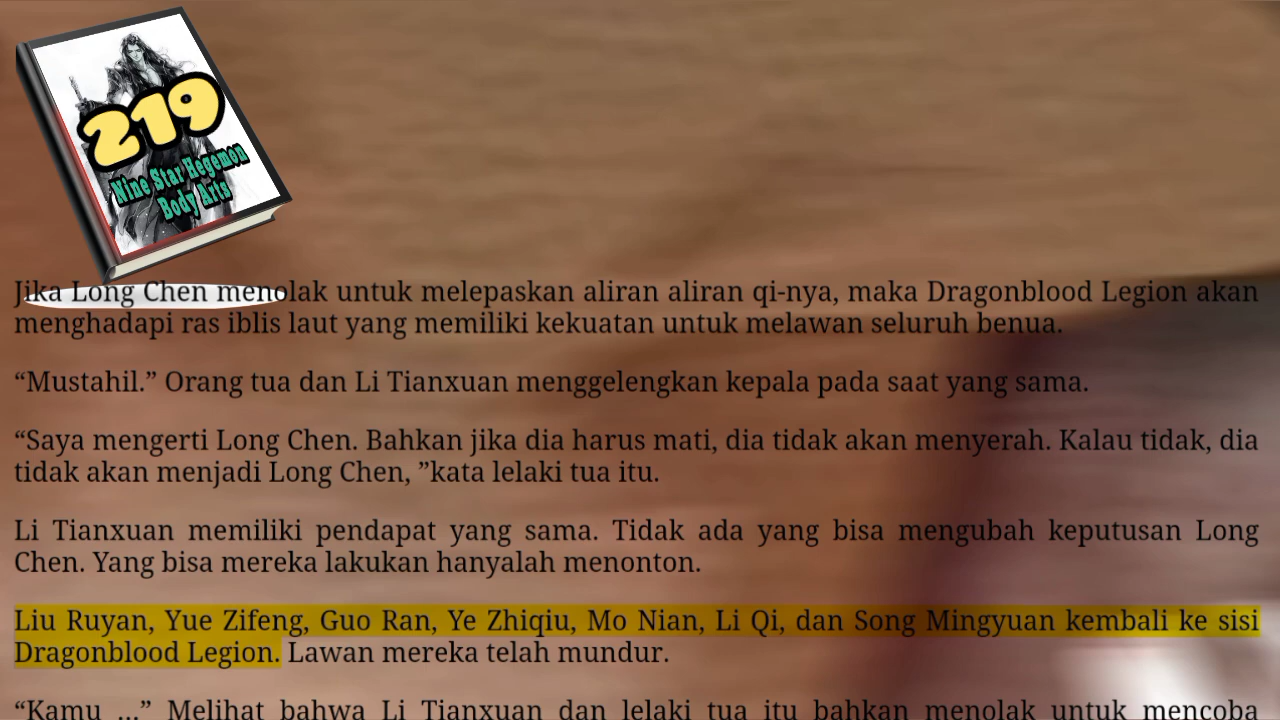 219
Nine Star Hegemon
Body Arts
Jika Long Chen menolak untuk melepaskan aliran aliran qi-nya, maka Dragonblood Legion akan
menghadapi ras iblis laut yang memiliki kekuatan untuk melawan seluruh benua.
“Mustahil.” Orang tua dan Li Tianxuan menggelengkan kepala pada saat yang sama.
“Saya mengerti Long Chen. Bahkan jika dia harus mati, dia tidak akan menyerah. Kalau tidak, dia
tidak akan menjadi Long Chen, ”kata lelaki tua itu.
Li Tianxuan memiliki pendapat yang sama. Tidak ada yang bisa mengubah keputusan Long
Chen. Yang bisa mereka lakukan hanyalah menonton.
Liu Ruyan, Yue Zifeng, Guo Ran, Ye Zhiqiu, Mo Nian, Li Qi, dan Song Mingyuan kembali ke sisi
Dragonblood Legion. Lawan mereka telah mundur.
“Kamu ...” Melihat bahwa Li Tianxuan dan lelaki tua itu bahkan menolak untuk mencoba